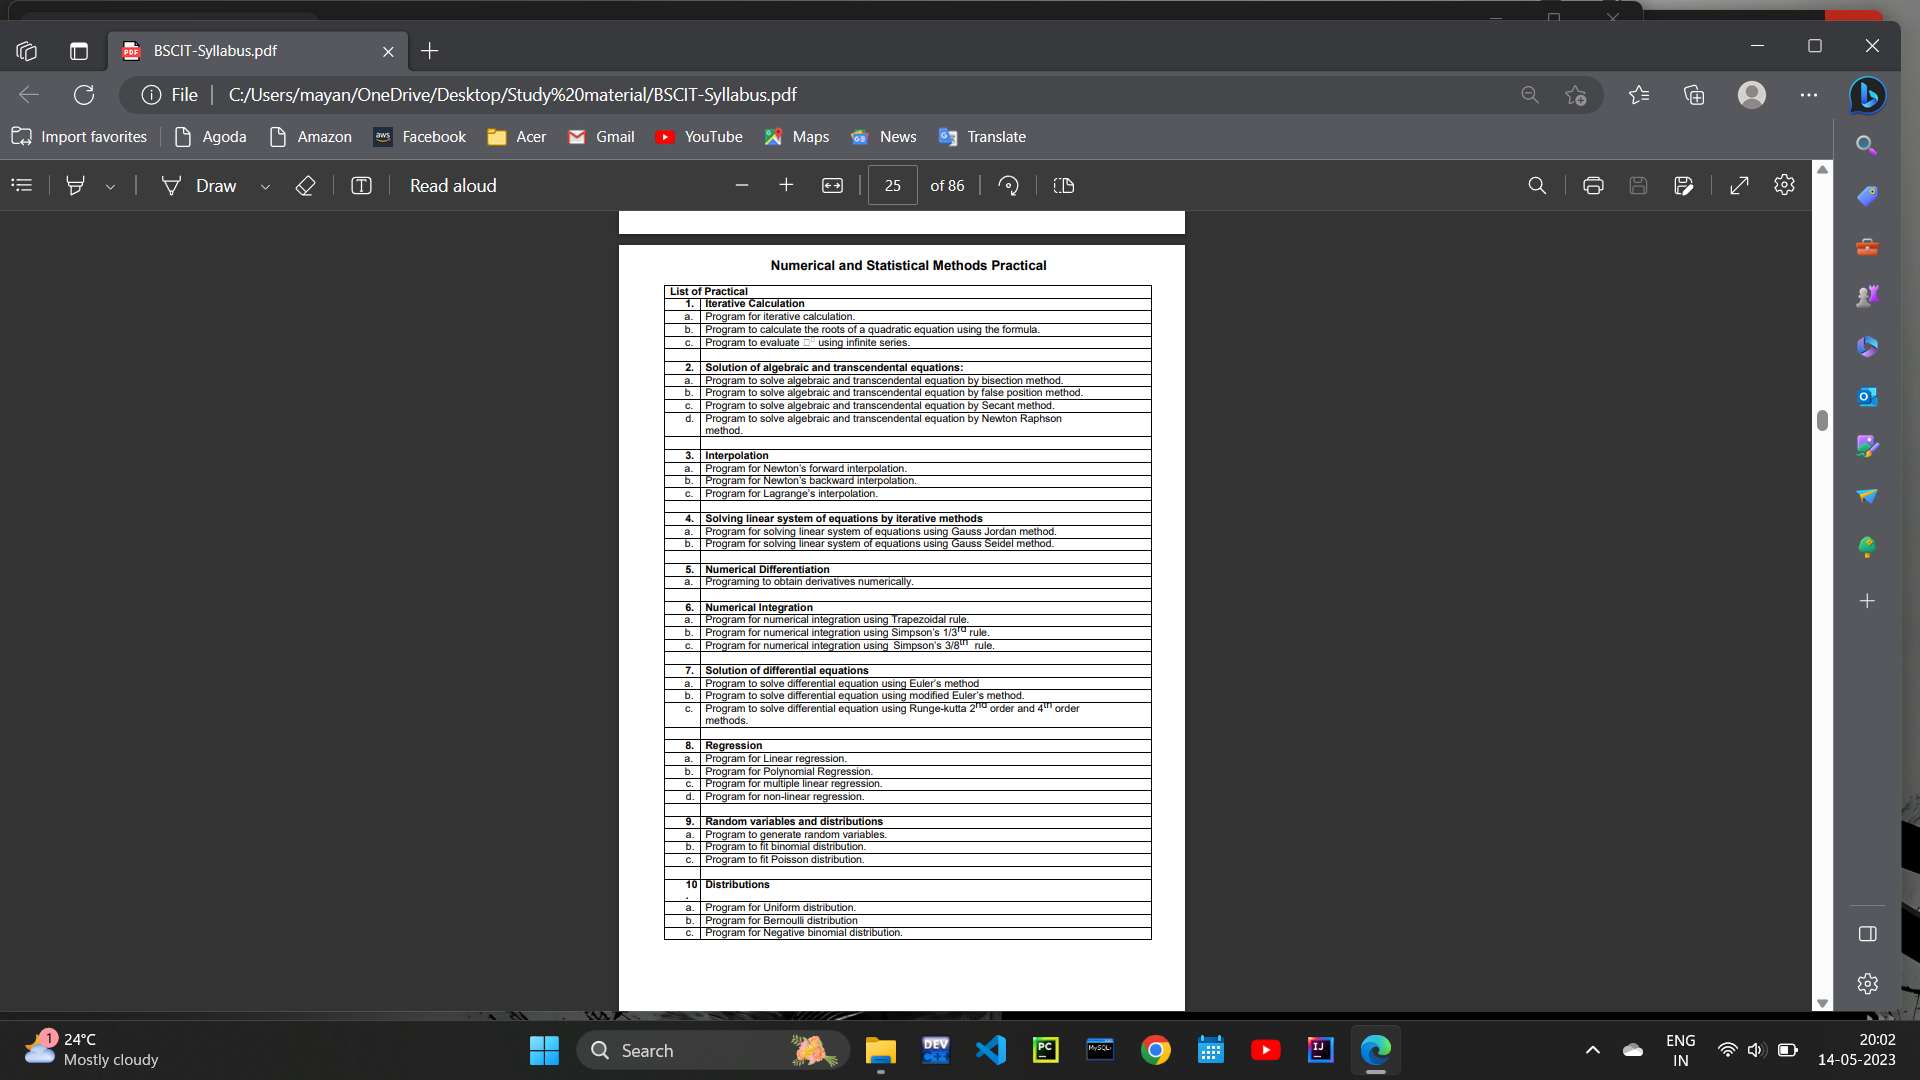 BSCIT-Syllabus.pdf
File
C:/Users/mayan/OneDrive/Desktop/Study%20material/BSCIT-Syllabus.pdf
Import favorites
Agoda
Amazon
aws
Facebook
Acer
Gmail
YouTube
Maps
News
Translate
Draw
Read aloud
25 of 86
Numerical and Statistical Methods Practical
List of Practical
1. Iterative Calculation
a. Program for iterative calculation.
b. Program to calculate the roots of a quadratic equation using the formula.
c. Program to evaluate □□ using infinite series.
2. Solution of algebraic and transcendental equations:
a. Program to solve algebraic and transcendental equation by bisection method.
b. Program to solve algebraic and transcendental equation by false position method.
c. Program to solve algebraic and transcendental equation by Secant method.
d. Program to solve algebraic and transcendental equation by Newton Raphson
method.
3. Interpolation
a. Program for Newton's forward interpolation.
b. Program for Newton's backward interpolation.
c. Program for Lagrange's interpolation.
4. Solving linear system of equations by iterative methods
a. Program for solving linear system of equations using Gauss Jordan method.
b. Program for solving linear system of equations using Gauss Seidel method.
5. Numerical Differentiation
a. Programing to obtain derivatives numerically.
6. Numerical Integration
a. Program for numerical integration using Trapezoidal rule.
b. Program for numerical integration using Simpson's 1/3rd rule.
c. Program for numerical integration using Simpson's 3/8th rule.
7. Solution of differential equations
a. Program to solve differential equation using Euler's method
b. Program to solve differential equation using modified Euler's method.
c. Program to solve differential equation using Runge-kutta 2nd order and 4th order
methods.
8. Regression
a. Program for Linear regression.
b. Program for Polynomial Regression.
c. Program for multiple linear regression.
d. Program for non-linear regression.
9. Random variables and distributions
a. Program to generate random variables.
b. Program to fit binomial distribution.
c. Program to fit Poisson distribution.
10 Distributions
.
a. Program for Uniform distribution.
b. Program for Bernoulli distribution
c. Program for Negative binomial distribution.
1
24°C
Mostly cloudy
Search
DEV
C++
PC
MySQL
IJ
ENG
IN
20:02
14-05-2023